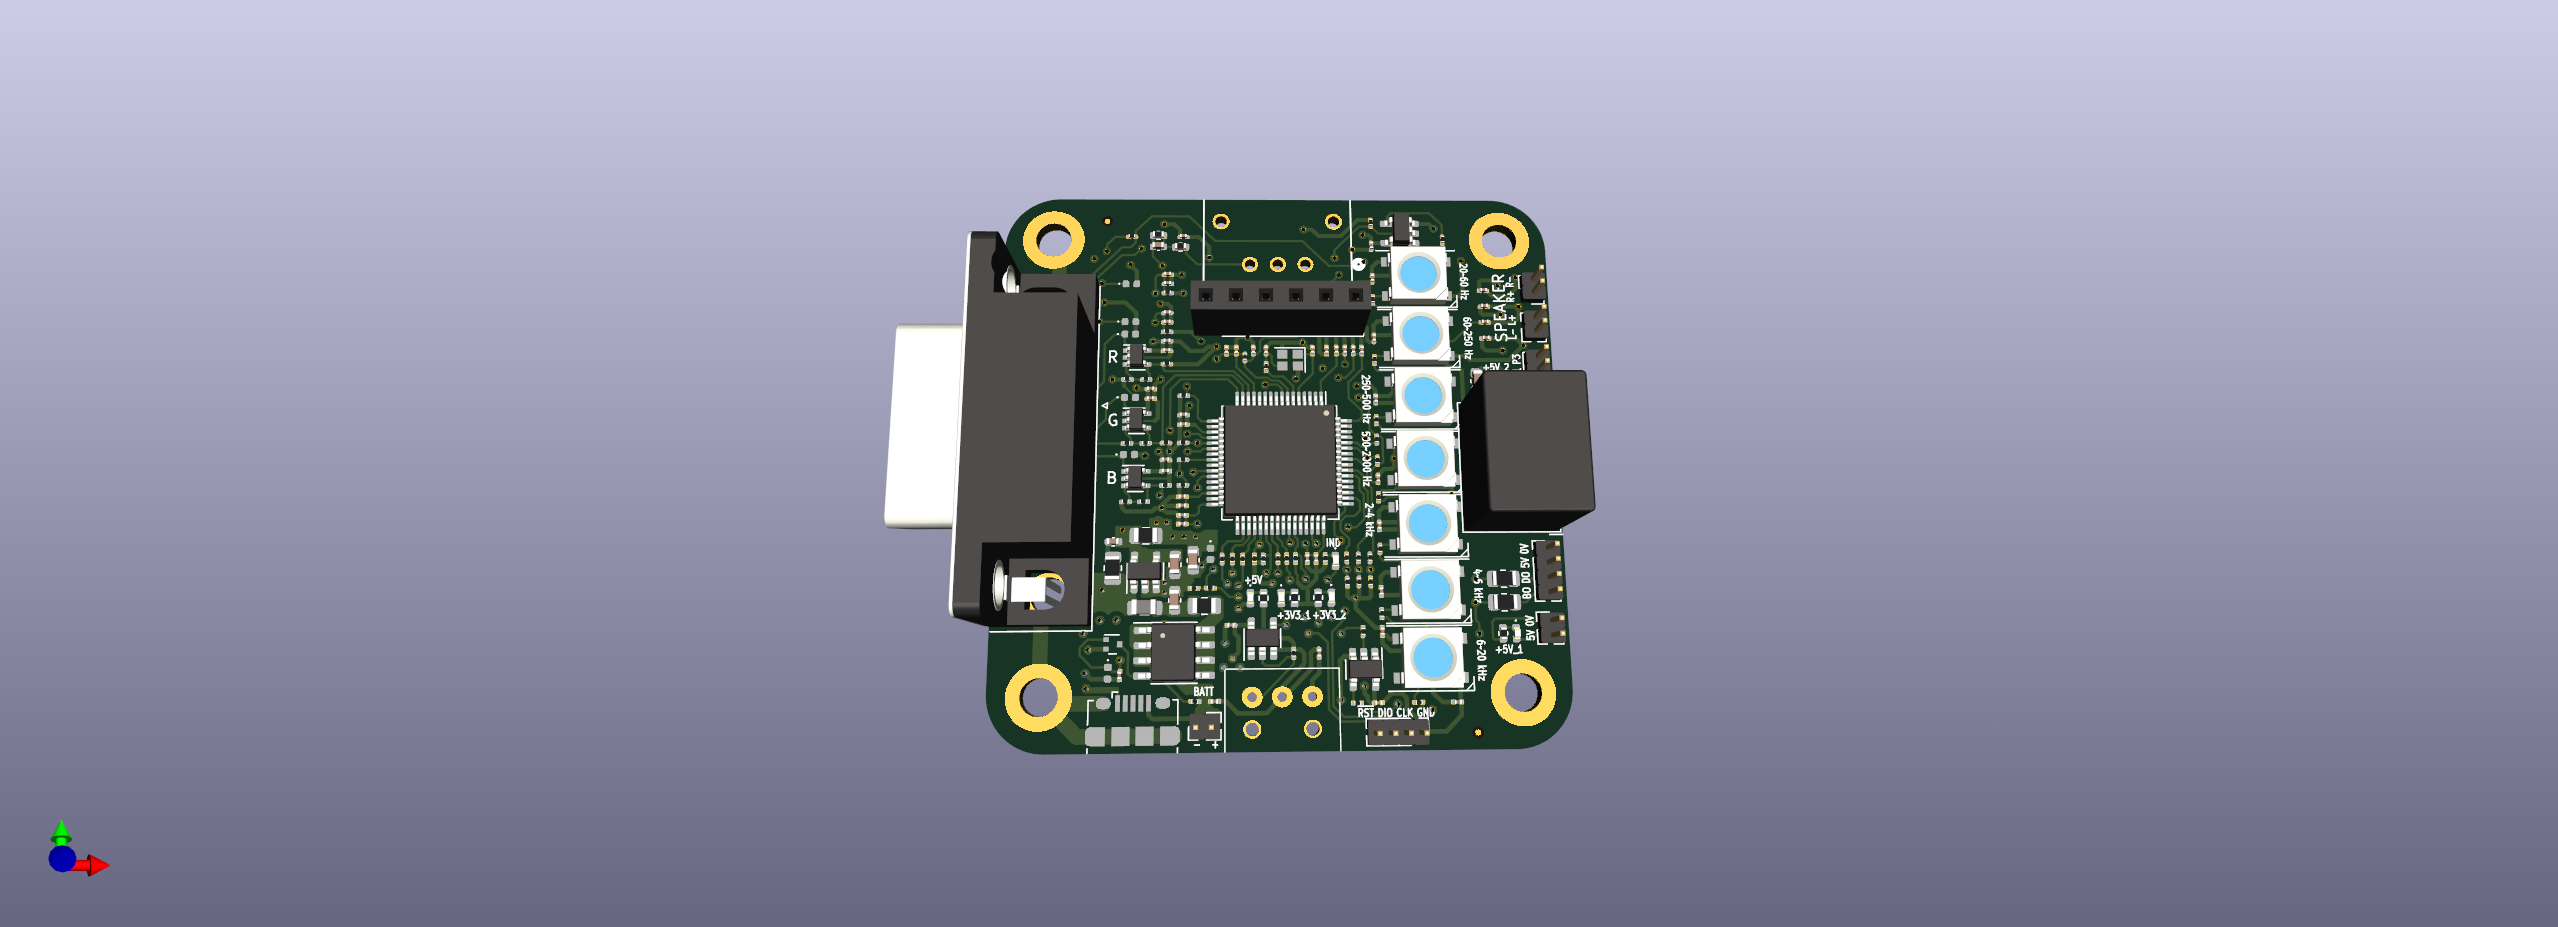 20-60 Hz
SPEAKER
R+ R-
L- L+
60-250 Hz
P3
+5V_2
R
250-500 Hz
G
500-2000 Hz
B
2-4 kHz
IND
BO DO 5V 0V
+5V
4-5 kHz
+3V3_1 +3V3_2
5V 0V
+5V_1
6-20 kHz
BATT
- +
RST DIO CLK GND